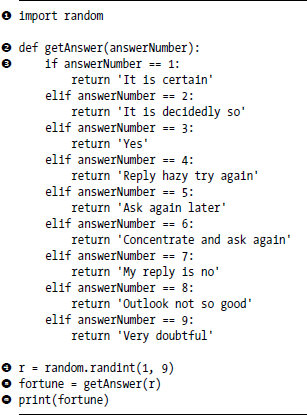 ❶ import random
❷ def getAnswer(answerNumber):
❸     if answerNumber == 1:
          return 'It is certain'
      elif answerNumber == 2:
          return 'It is decidedly so'
      elif answerNumber == 3:
          return 'Yes'
      elif answerNumber == 4:
          return 'Reply hazy try again'
      elif answerNumber == 5:
          return 'Ask again later'
      elif answerNumber == 6:
          return 'Concentrate and ask again'
      elif answerNumber == 7:
          return 'My reply is no'
      elif answerNumber == 8:
          return 'Outlook not so good'
      elif answerNumber == 9:
          return 'Very doubtful'
❹ r = random.randint(1, 9)
❺ fortune = getAnswer(r)
❻ print(fortune)